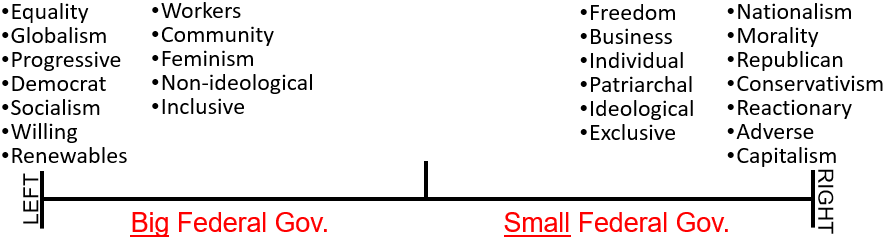 •Equality
•Globalism
•Progressive
•Democrat
•Socialism
•Willing
•Renewables
•Workers
•Community
•Feminism
•Non-ideological
•Inclusive
•Freedom
•Business
•Individual
•Patriarchal
•Ideological
•Exclusive
•Nationalism
•Morality
•Republican
•Conservativism
•Reactionary
•Adverse
•Capitalism
LEFT
Big Federal Gov.
Small Federal Gov.
RIGHT